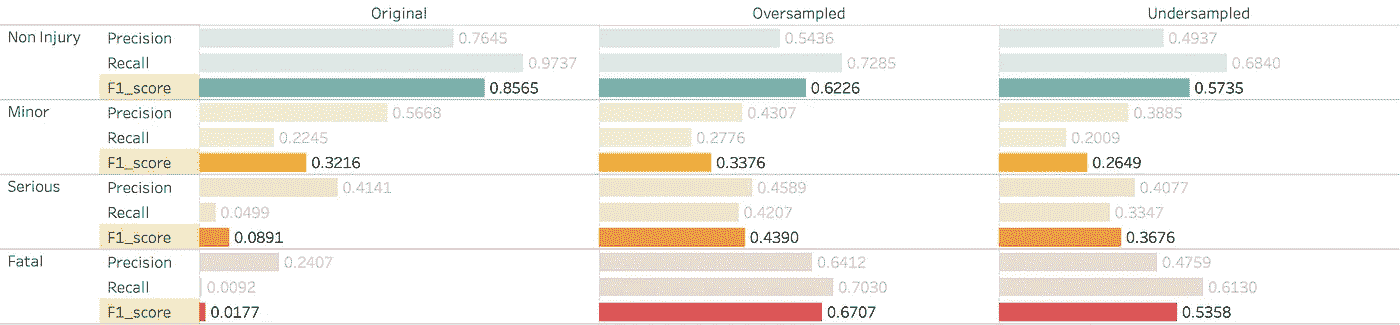 Original Oversampled Undersampled
Non Injury Precision 0.7645 0.5436 0.4937
Recall 0.9737 0.7285 0.6840
F1_score 0.8565 0.6226 0.5735
Minor Precision 0.5668 0.4307 0.3885
Recall 0.2245 0.2776 0.2009
F1_score 0.3216 0.3376 0.2649
Serious Precision 0.4141 0.4589 0.4077
Recall 0.0499 0.4207 0.3347
F1_score 0.0891 0.4390 0.3676
Fatal Precision 0.2407 0.6412 0.4759
Recall 0.0092 0.7030 0.6130
F1_score 0.0177 0.6707 0.5358